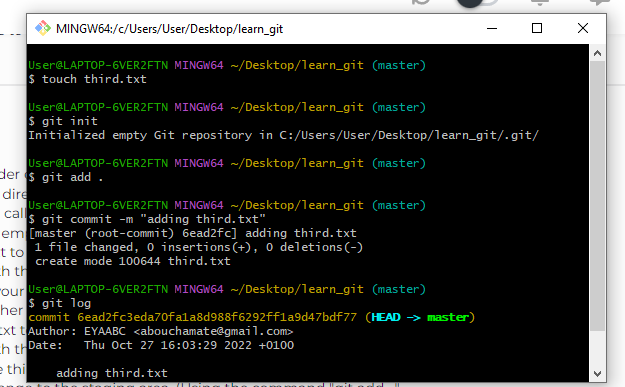 MINGW64:/c/Users/User/Desktop/learn_git
User@LAPTOP-6VER2FTN MINGW64 ~/Desktop/learn_git (master)
$ touch third.txt
User@LAPTOP-6VER2FTN MINGW64 ~/Desktop/learn_git (master)
$ git init
Initialized empty Git repository in C:/Users/User/Desktop/learn_git/.git/
User@LAPTOP-6VER2FTN MINGW64 ~/Desktop/learn_git (master)
$ git add .
User@LAPTOP-6VER2FTN MINGW64 ~/Desktop/learn_git (master)
$ git commit -m "adding third.txt"
[master (root-commit) 6ead2fc] adding third.txt
1 file changed, 0 insertions(+), 0 deletions(-)
create mode 100644 third.txt
User@LAPTOP-6VER2FTN MINGW64 ~/Desktop/learn_git (master)
$ git log
commit 6ead2fc3eda70fa1a8d988f6292ff1a9d47bdf77 (HEAD -> master)
Author: EYAABC <abouchamate@gmail.com>
Date:   Thu Oct 27 16:03:29 2022 +0100
adding third.txt